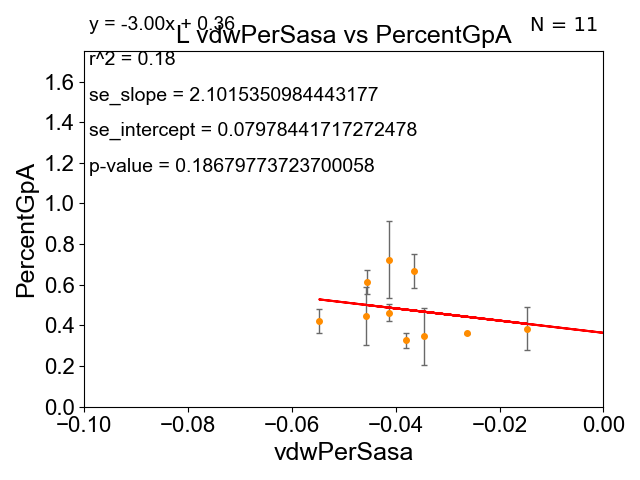 y = -3.00x + 0.36
N = 11
L vdwPerSasa vs PercentGpA
r^2 = 0.18
se_slope = 2.1015350984443177
se_intercept = 0.07978441717272478
p-value = 0.18679773723700058
PercentGpA
1.6
1.4
1.2
1.0
0.8
0.6
0.4
0.2
0.0
−0.10
−0.08
−0.06
−0.04
−0.02
0.00
vdwPerSasa